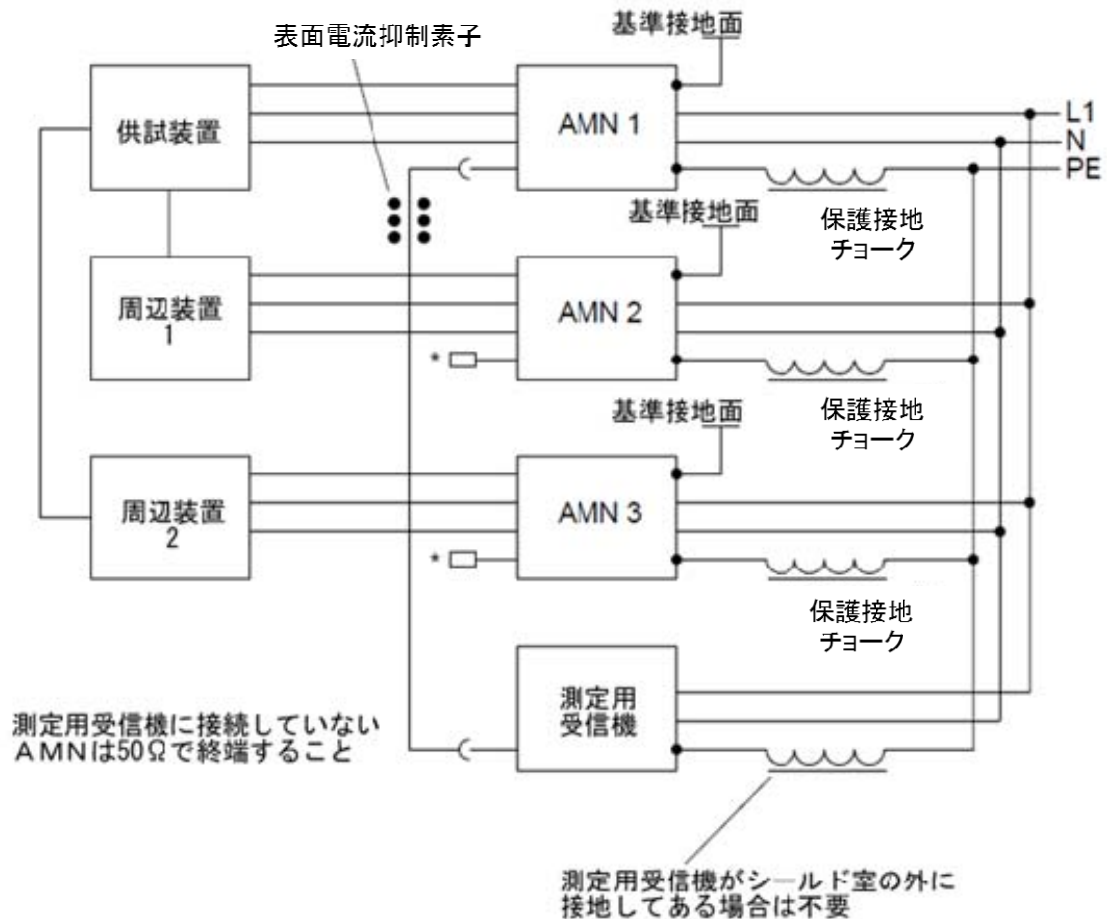 表面電流抑制素子
基準接地面
供試装置
AMN 1
L1
N
PE
保護接地
チョーク
基準接地面
周辺装置
1
AMN 2
*
保護接地
チョーク
基準接地面
周辺装置
2
AMN 3
*
保護接地
チョーク
測定用
受信機
測定用受信機に接続していない
AMNは50Ωで終端すること
測定用受信機がシールド室の外に
接地してある場合は不要